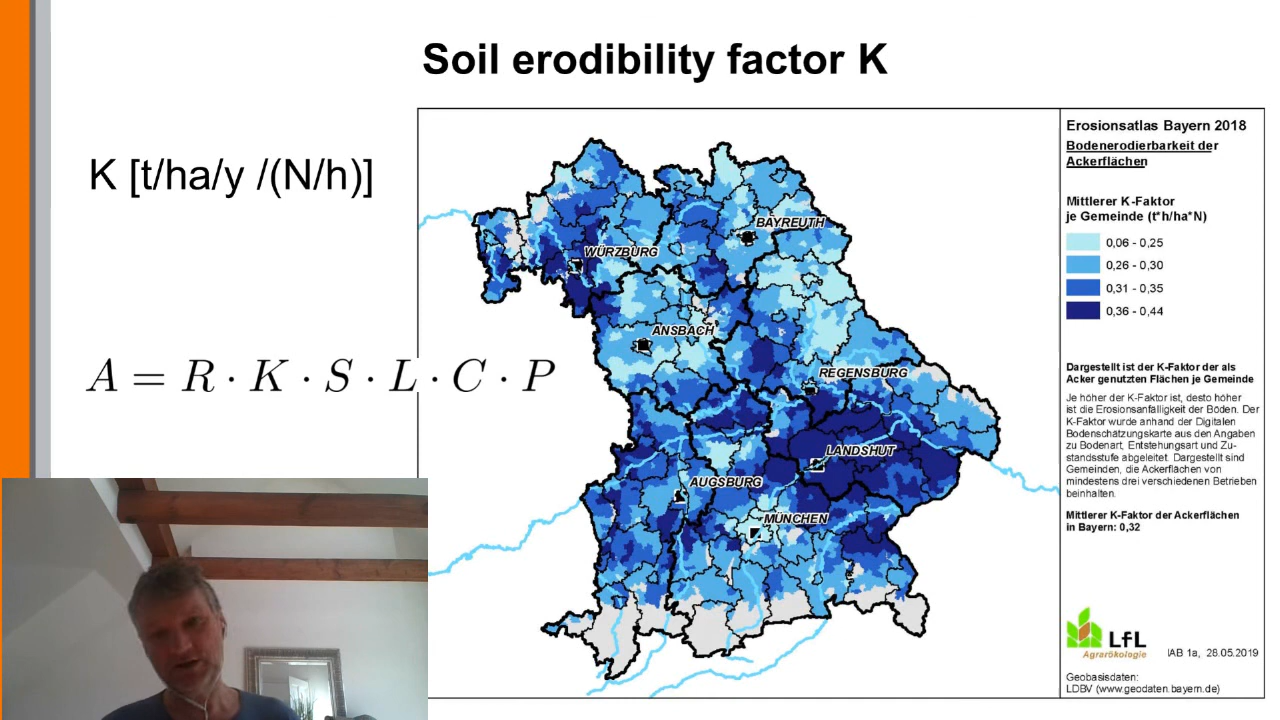 Soil erodibility factor K
K [t/ha/y /(N/h)]
A = R · K · S · L · C · P
WÜRZBURG
BAYREUTH
ANSBACH
REGENSBURG
LANDSHUT
AUGSBURG
MÜNCHEN
Erosionsatlas Bayern 2018
Bodenerodierbarkeit der
Ackerflächen
Mittlerer K-Faktor
je Gemeinde (t*h/ha*N)
0,06 - 0,25
0,26 - 0,30
0,31 - 0,35
0,36 - 0,44
Dargestellt ist der K-Faktor der als
Acker genutzten Flächen je Gemeinde
Je höher der K-Faktor ist, desto höher
ist die Erosionsanfälligkeit der Böden. Der
K-Faktor wurde anhand der Digitalen
Bodenschätzungskarte aus den Angaben
zu Bodenart, Entstehungsart und Zu-
standsstufe abgeleitet. Dargestellt sind
Gemeinden, die Ackerflächen von
mindestens drei verschiedenen Betrieben
beinhalten.
Mittlerer K-Faktor der Ackerflächen
in Bayern: 0,32
LfL
Agrarökologie
IAB 1a, 28.05.2019
Geobasisdaten:
LDBV (www.geodaten.bayern.de)